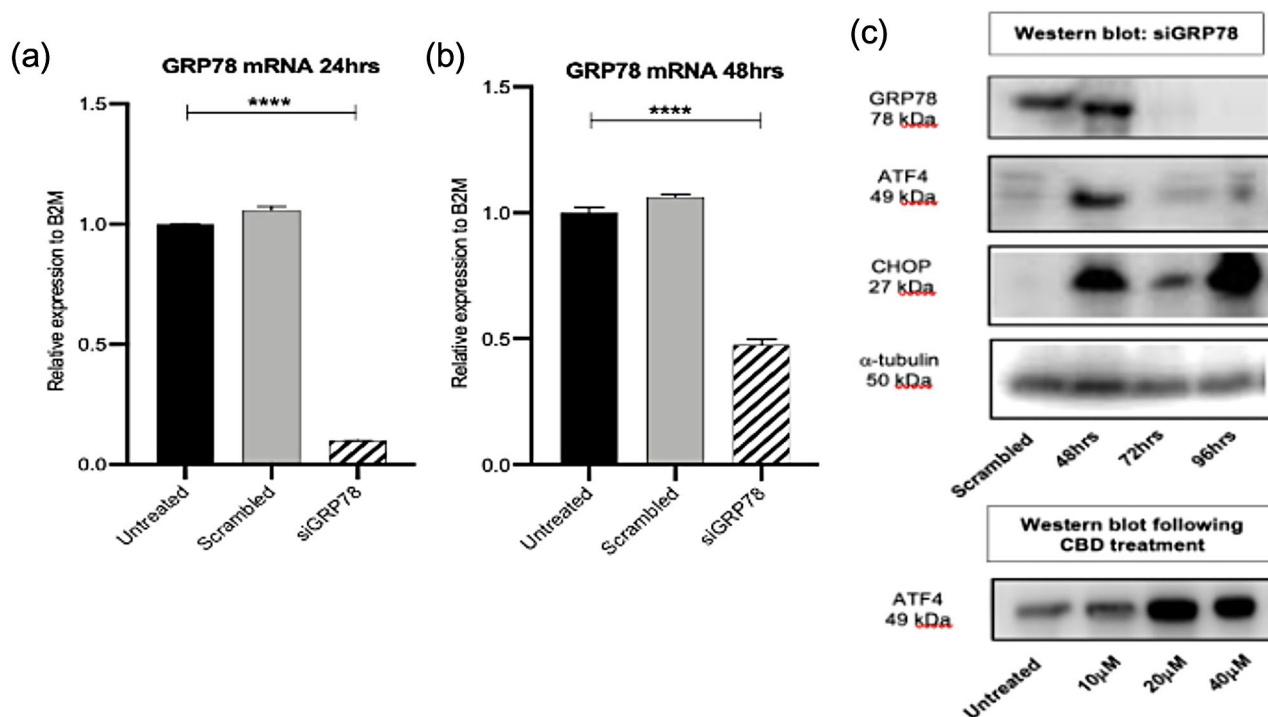 (a)
GRP78 mRNA 24hrs
****
Relative expression to B2M
1.5
1.0
0.5
0.0
Untreated
Scrambled
siGRP78
(b)
GRP78 mRNA 48hrs
****
Relative expression to B2M
1.5
1.0
0.5
0.0
Untreated
Scrambled
siGRP78
(c)
Western blot: siGRP78
GRP78
78 kDa
ATF4
49 kDa
CHOP
27 kDa
α-tubulin
50 kDa
Scrambled
48hrs
72hrs
96hrs
Western blot following
CBD treatment
ATF4
49 kDa
Untreated
10μM
20μM
40μM